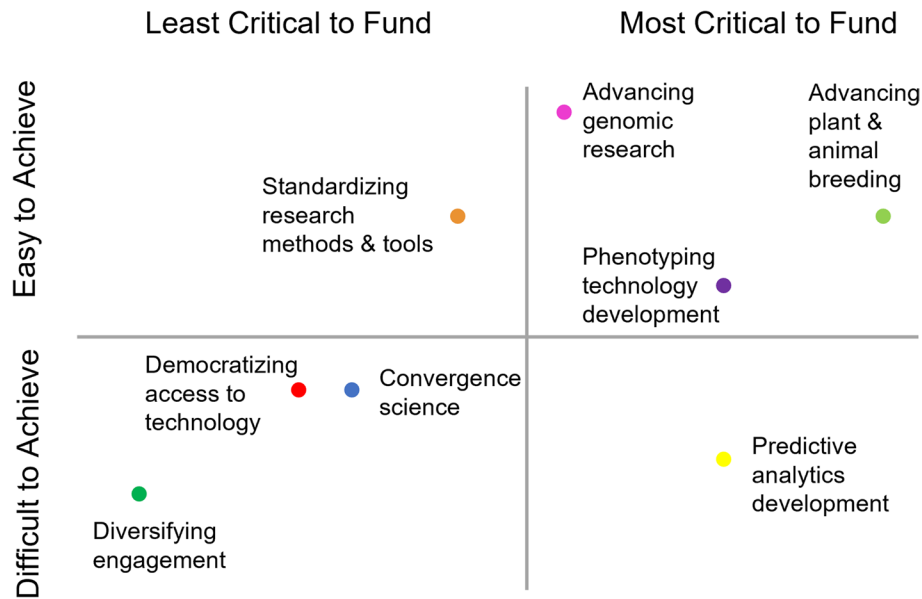 Least Critical to Fund
Most Critical to Fund
Easy to Achieve
Difficult to Achieve
Standardizing
research
methods & tools
Advancing
genomic
research
Advancing
plant &
animal
breeding
Phenotyping
technology
development
Democratizing
access to
technology
Convergence
science
Diversifying
engagement
Predictive
analytics
development